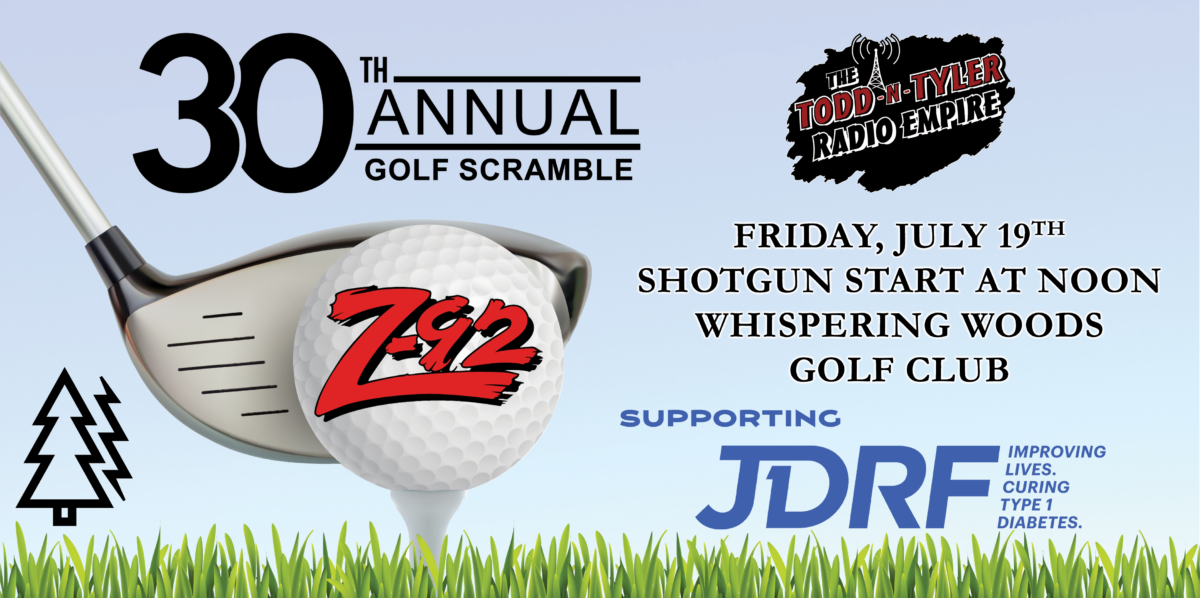 30TH
ANNUAL
GOLF SCRAMBLE
THE
TODD-N-TYLER
RADIO EMPIRE
FRIDAY, JULY 19TH
SHOTGUN START AT NOON
WHISPERING WOODS
GOLF CLUB
Z-92
SUPPORTING
JDRF
IMPROVING
LIVES.
CURING
TYPE 1
DIABETES.